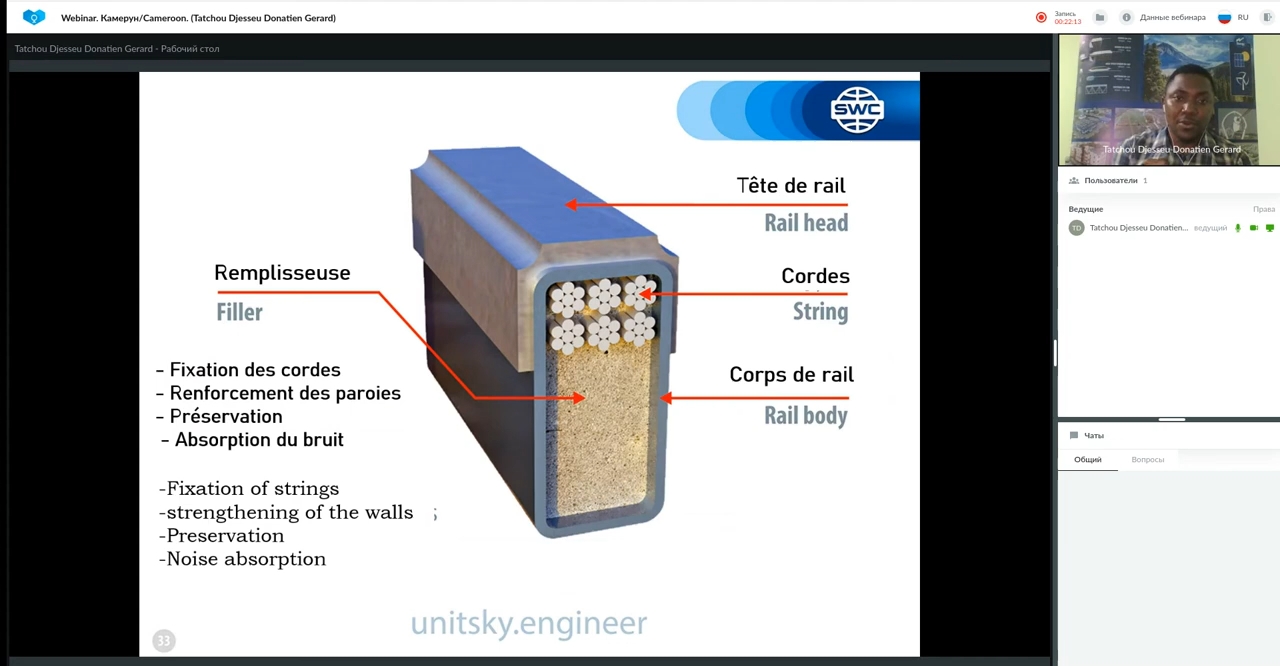 Webinar. Камерун/Cameroon. (Tatchou Djesseu Donatien Gerard)
Запись
00:22:13
Данные вебинара
RU
Tatchou Djesseu Donatien Gerard - Рабочий стол
SWC
Tête de rail
Rail head
Remplisseuse
Filler
Cordes
String
Corps de rail
Rail body
- Fixation des cordes
- Renforcement des paroies
- Préservation
- Absorption du bruit
-Fixation of strings
-strengthening of the walls
-Preservation
-Noise absorption
unitsky.engineer
33
Tatchou Djesseu Donatien Gerard
Пользователи 1
Ведущие
Права
TD
Tatchou Djesseu Donatien... ведущий
Чаты
Общий
Вопросы